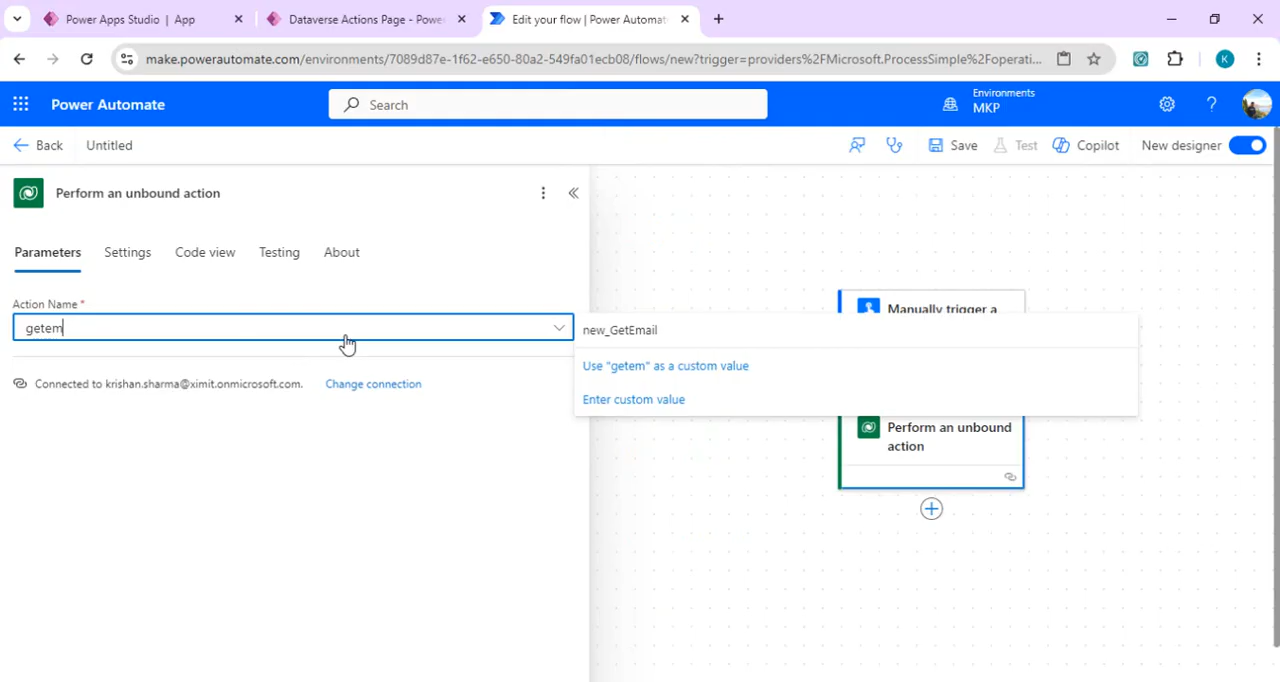 Power Apps Studio | App
Dataverse Actions Page - Powe
Edit your flow | Power Automat
make.powerautomate.com/environments/7089d87e-1f62-e650-80a2-549fa01ecb08/flows/new?trigger=providers%2FMicrosoft.ProcessSimple%2Foperati...
K
Power Automate
Search
Environments
MKP
Back
Untitled
Save
Test
Copilot
New designer
Perform an unbound action
Parameters
Settings
Code view
Testing
About
Action Name *
getem
new_GetEmail
Use "getem" as a custom value
Enter custom value
Connected to krishan.sharma@ximit.onmicrosoft.com.
Change connection
Manually trigger a
Perform an unbound
action